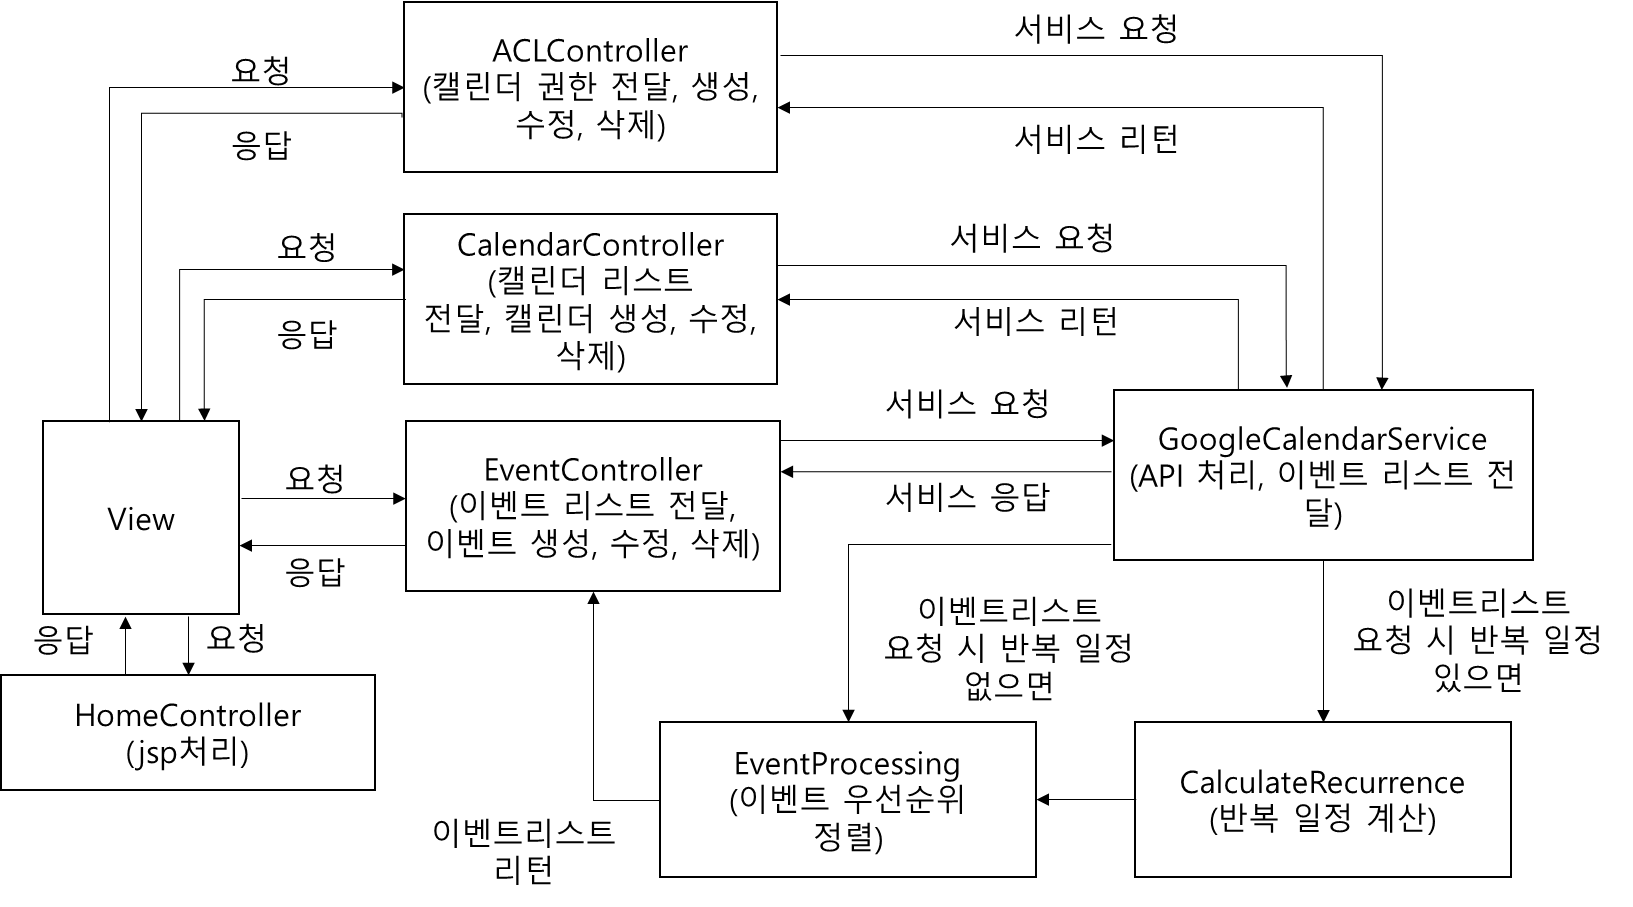 서비스 요청
ACLController
(캘린더 권한 전달, 생성,
수정, 삭제)
요청
응답
서비스 리턴
CalendarController
(캘린더 리스트
전달, 캘린더 생성, 수정,
삭제)
요청
응답
서비스 요청
서비스 리턴
View
요청
응답
EventController
(이벤트 리스트 전달,
이벤트 생성, 수정, 삭제)
서비스 요청
서비스 응답
GoogleCalendarService
(API 처리, 이벤트 리스트 전
달)
응답
요청
HomeController
(jsp처리)
이벤트리스트
요청 시 반복 일정
없으면
이벤트리스트
요청 시 반복 일정
있으면
이벤트리스트
리턴
EventProcessing
(이벤트 우선순위
정렬)
CalculateRecurrence
(반복 일정 계산)